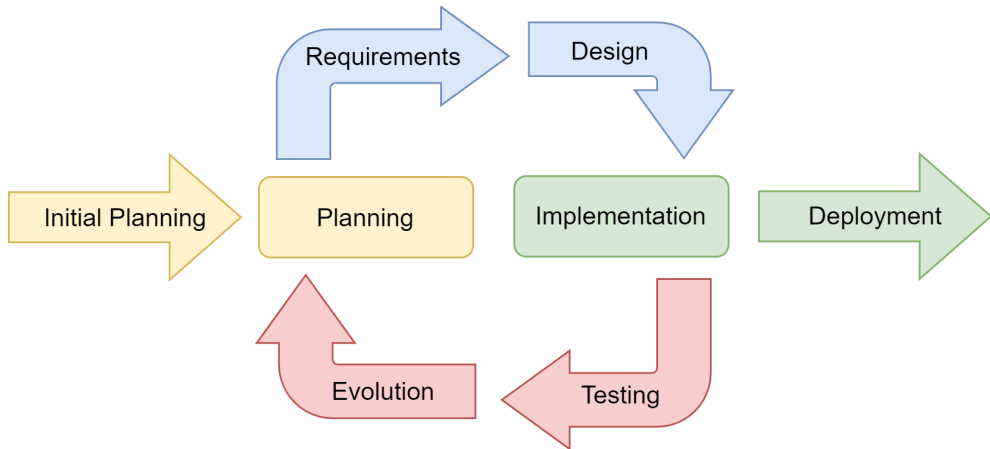 Requirements
Design
Initial Planning
Planning
Implementation
Deployment
Evolution
Testing